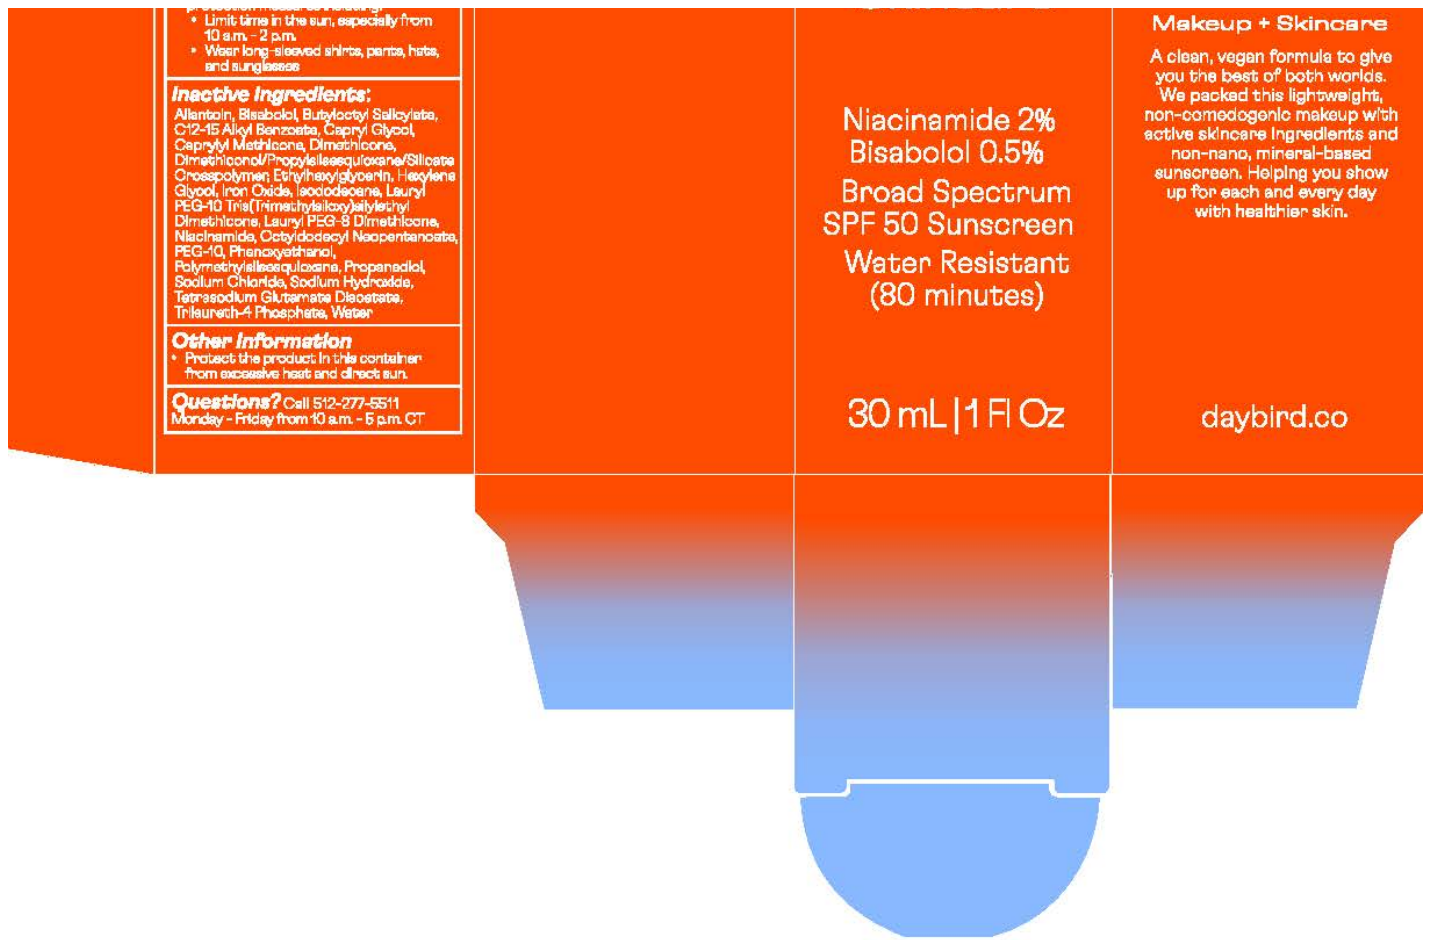 protection measures including:
• Limit time in the sun, especially from
10 a.m. - 2 p.m.
• Wear long-sleeved shirts, pants, hats,
and sunglasses
Inactive Ingredients:
Allantoin, Bisabolol, Butyloctyl Salicylate,
C12-15 Alkyl Benzoate, Capryl Glycol,
Caprylyl Methicone, Dimethicone,
Dimethiconol/Propylsilsesquioxane/Silicate
Crosspolymer, Ethylhexylglycerin, Hexylene
Glycol, Iron Oxide, Isododecane, Lauryl
PEG-10 Tris(Trimethylsiloxy)silylethyl
Dimethicone, Lauryl PEG-8 Dimethicone,
Niacinamide, Octyldodecyl Neopentanoate,
PEG-10, Phenoxyethanol,
Polymethylsilsesquioxane, Propanediol,
Sodium Chloride, Sodium Hydroxide,
Tetrasodium Glutamate Diacetate,
Trilaureth-4 Phosphate, Water
Other Information
• Protect the product in this container
from excessive heat and direct sun.
Questions? Call 512-277-5511
Monday - Friday from 10 a.m. - 5 p.m. CT
Niacinamide 2%
Bisabolol 0.5%
Broad Spectrum
SPF 50 Sunscreen
Water Resistant
(80 minutes)
30 mL | 1 Fl Oz
Makeup + Skincare
A clean, vegan formula to give
you the best of both worlds.
We packed this lightweight,
non-comedogenic makeup with
active skincare ingredients and
non-nano, mineral-based
sunscreen. Helping you show
up for each and every day
with healthier skin.
daybird.co